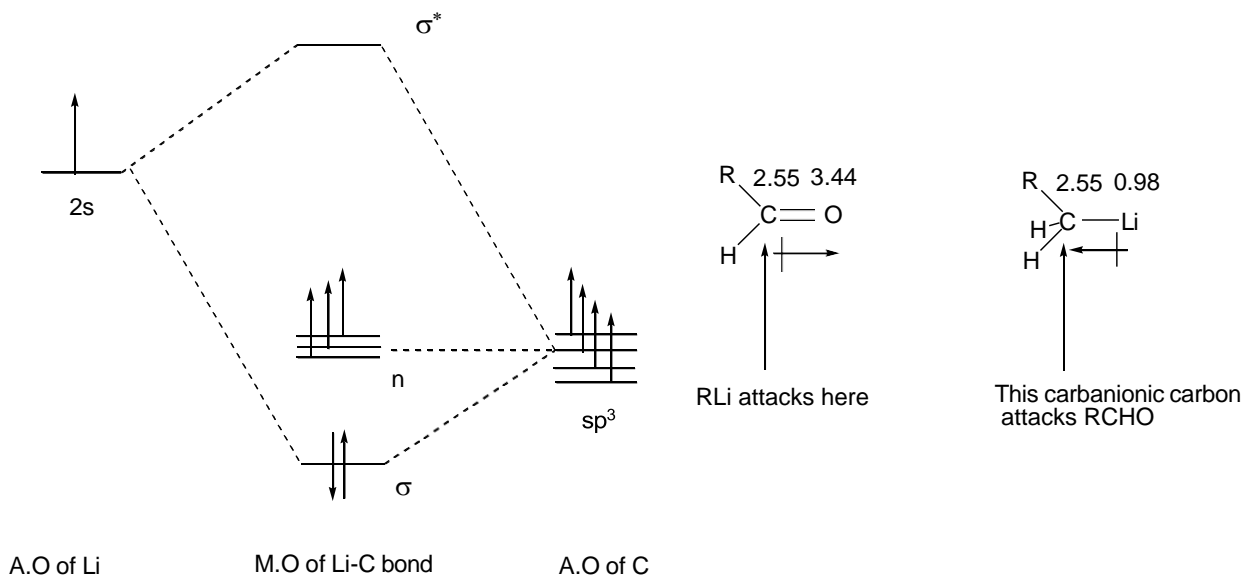 σ*
2s
n
sp³
σ
A.O of Li
M.O of Li-C bond
A.O of C
R 2.55 3.44
C O
H
RLi attacks here
R 2.55 0.98
H C Li
H
This carbanionic carbon
attacks RCHO